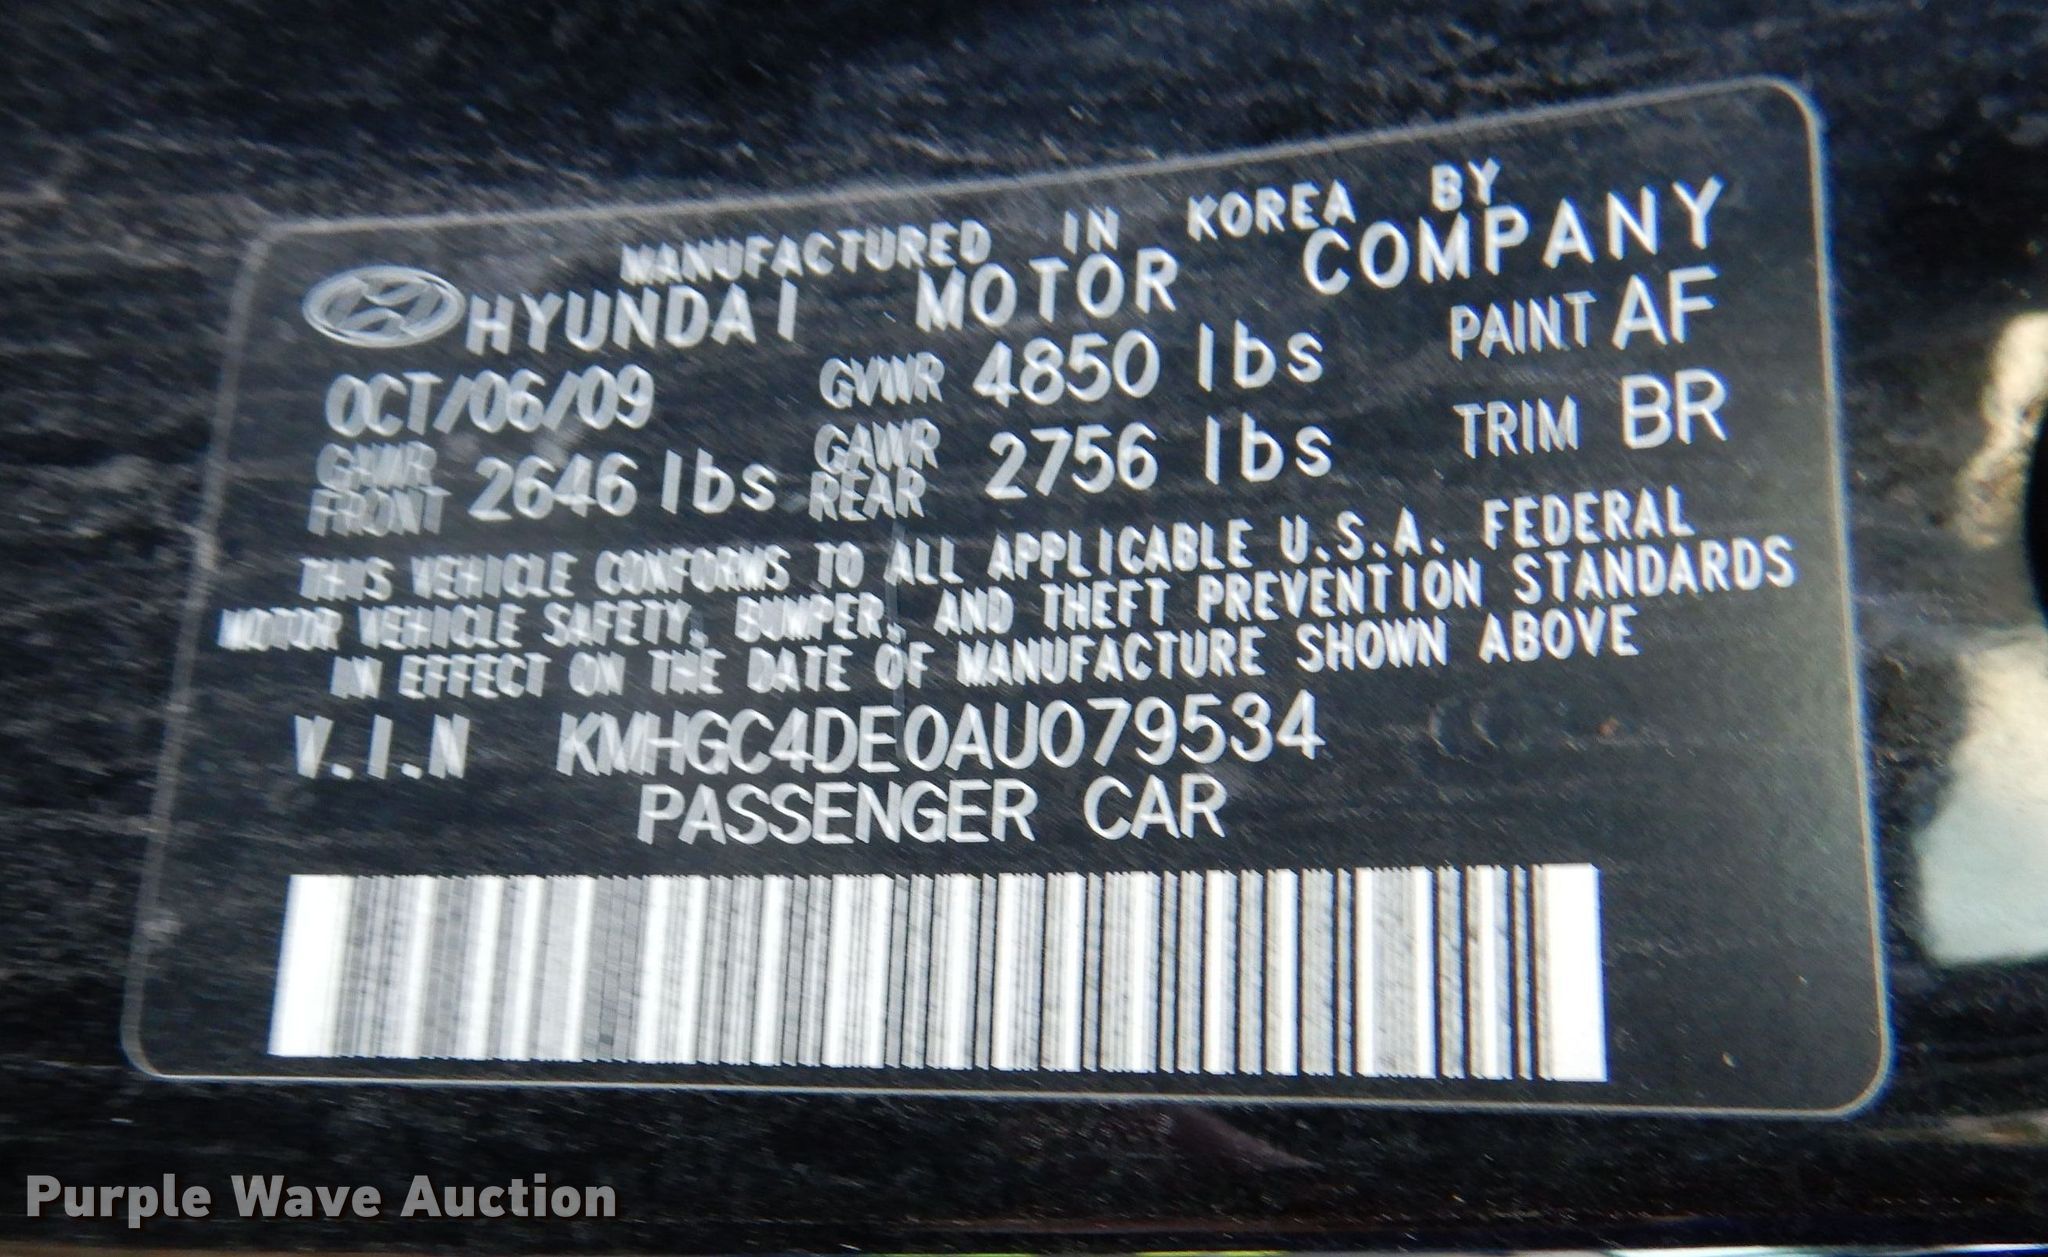 MANUFACTURED IN KOREA BY
HYUNDAI MOTOR COMPANY
OCT/06/09 GVWR 4850 lbs PAINT AF
GAWR FRONT 2646 lbs GAWR REAR 2756 lbs TRIM BR
THIS VEHICLE CONFORMS TO ALL APPLICABLE U.S.A. FEDERAL
MOTOR VEHICLE SAFETY, BUMPER, AND THEFT PREVENTION STANDARDS
IN EFFECT ON THE DATE OF MANUFACTURE SHOWN ABOVE
V.I.N KMHGC4DE0AU079534
PASSENGER CAR
Purple Wave Auction